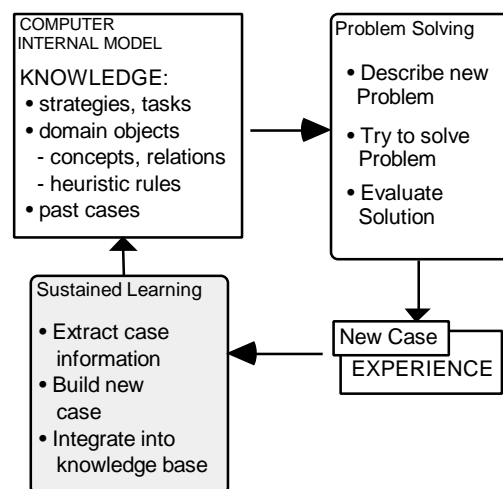 COMPUTER
INTERNAL MODEL
KNOWLEDGE:
• strategies, tasks
• domain objects
- concepts, relations
- heuristic rules
• past cases
Problem Solving
• Describe new
Problem
• Try to solve
Problem
• Evaluate
Solution
New Case
EXPERIENCE
Sustained Learning
• Extract case
information
• Build new
case
• Integrate into
knowledge base